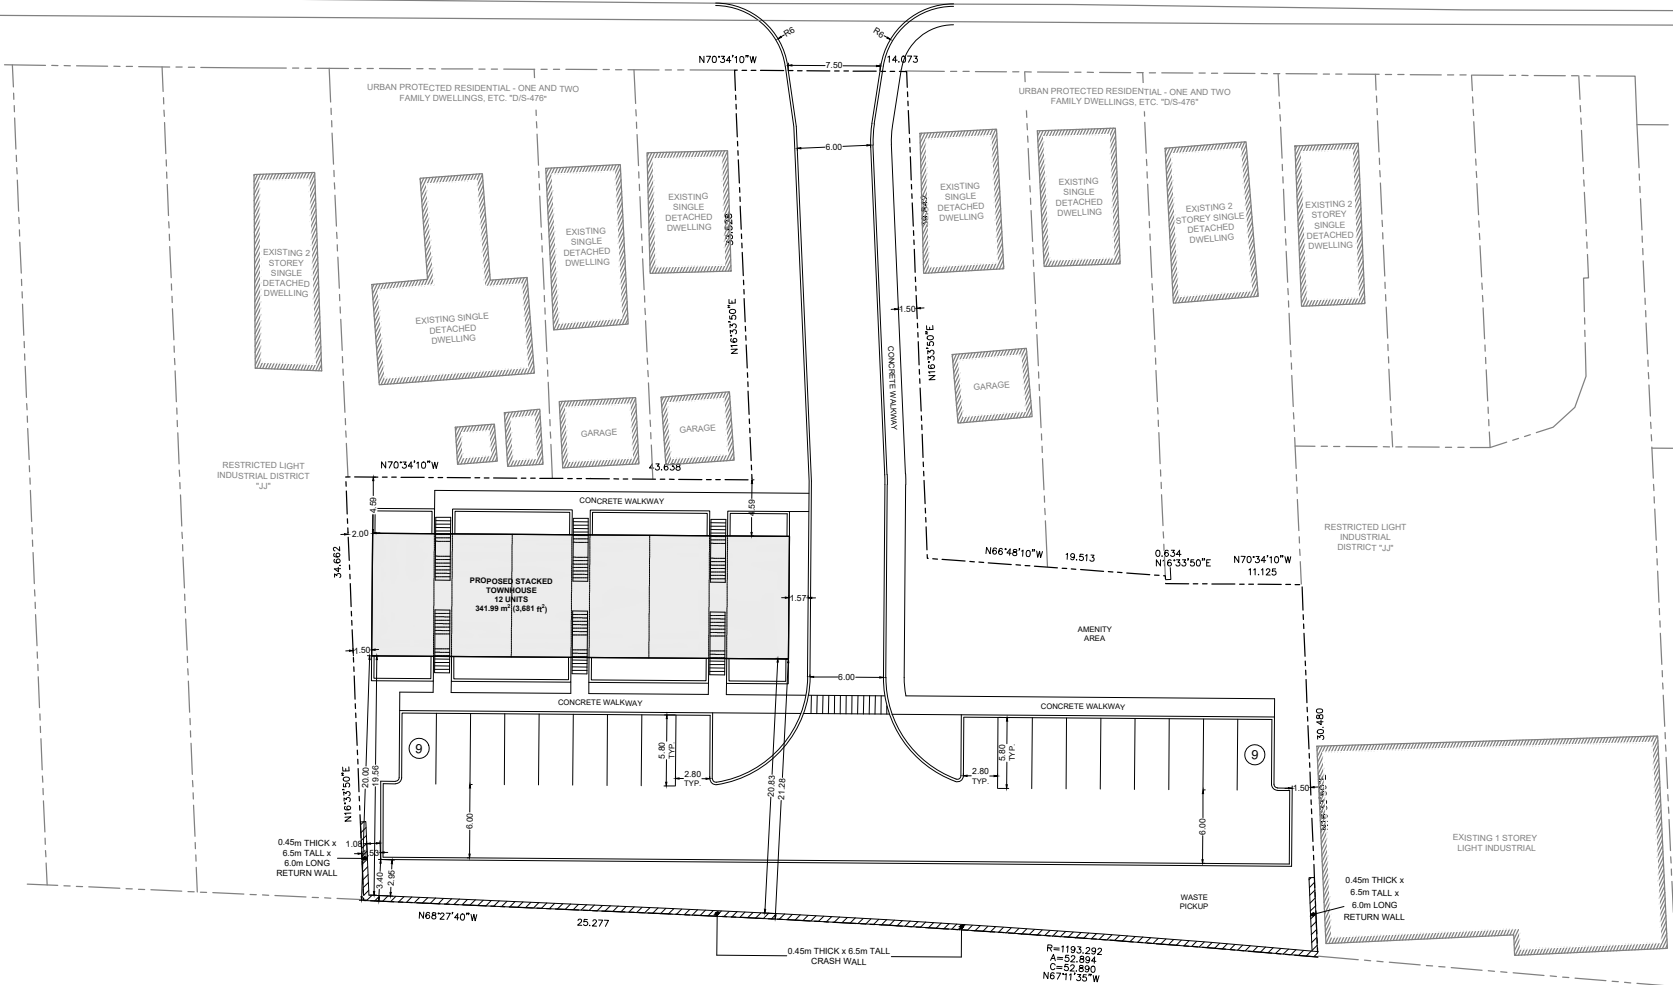 R6
R6
N70°34'10"W
7.50
14.073
URBAN PROTECTED RESIDENTIAL - ONE AND TWO
FAMILY DWELLINGS, ETC. "D/S-476"
URBAN PROTECTED RESIDENTIAL - ONE AND TWO
FAMILY DWELLINGS, ETC. "D/S-476"
6.00
EXISTING
SINGLE
DETACHED
DWELLING
33.528
EXISTING
SINGLE
DETACHED
DWELLING
EXISTING
SINGLE
DETACHED
DWELLING
EXISTING 2
STOREY SINGLE
DETACHED
DWELLING
EXISTING 2
STOREY
SINGLE
DETACHED
DWELLING
EXISTING 2
STOREY
SINGLE
DETACHED
DWELLING
EXISTING
SINGLE
DETACHED
DWELLING
EXISTING SINGLE
DETACHED
DWELLING
N16°33'50"E
1.50
N16°33'50"E
CONCRETE WALKWAY
GARAGE
GARAGE
GARAGE
RESTRICTED LIGHT
INDUSTRIAL DISTRICT
"JJ"
N70°34'10"W
43.638
CONCRETE WALKWAY
4.59
4.59
2.00
34.662
PROPOSED STACKED
TOWNHOUSE
12 UNITS
341.99 m² (3,681 ft²)
1.57
1.50
RESTRICTED LIGHT
INDUSTRIAL
DISTRICT "JJ"
N66°48'10"W
19.513
0.634
N16°33'50"E
N70°34'10"W
11.125
AMENITY
AREA
6.00
CONCRETE WALKWAY
CONCRETE WALKWAY
30.480
9
5.80
TYP.
2.80
TYP.
5.80
TYP.
2.80
TYP.
9
N16°33'50"E
20.00
19.56
20.83
21.28
6.00
6.00
1.50
EXISTING 1 STOREY
LIGHT INDUSTRIAL
0.45m THICK x
6.5m TALL x
6.0m LONG
RETURN WALL
3.40
2.95
N68°27'40"W
25.277
WASTE
PICKUP
0.45m THICK x
6.5m TALL x
6.0m LONG
RETURN WALL
0.45m THICK x 6.5m TALL
CRASH WALL
R=1193.292
A=52.894
C=52.890
N67°11'35"W